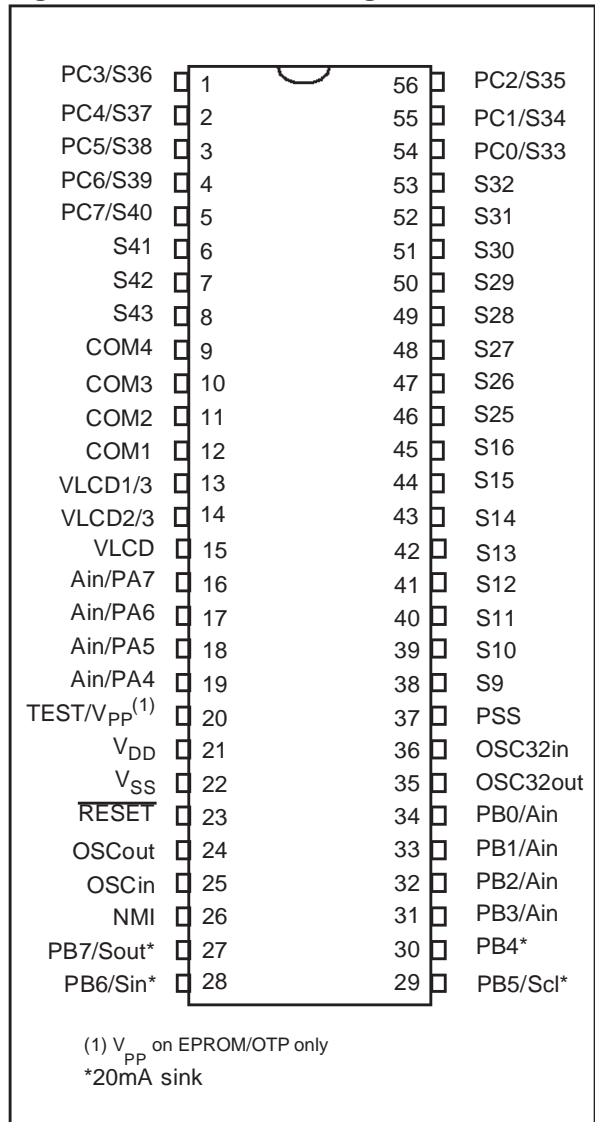 PC3/S36 1 56 PC2/S35
PC4/S37 2 55 PC1/S34
PC5/S38 3 54 PC0/S33
PC6/S39 4 53 S32
PC7/S40 5 52 S31
S41 6 51 S30
S42 7 50 S29
S43 8 49 S28
COM4 9 48 S27
COM3 10 47 S26
COM2 11 46 S25
COM1 12 45 S16
VLCD1/3 13 44 S15
VLCD2/3 14 43 S14
VLCD 15 42 S13
Ain/PA7 16 41 S12
Ain/PA6 17 40 S11
Ain/PA5 18 39 S10
Ain/PA4 19 38 S9
TEST/VPP(1) 20 37 PSS
VDD 21 36 OSC32in
VSS 22 35 OSC32out
RESET 23 34 PB0/Ain
OSCout 24 33 PB1/Ain
OSCin 25 32 PB2/Ain
NMI 26 31 PB3/Ain
PB7/Sout* 27 30 PB4*
PB6/Sin* 28 29 PB5/Scl*
(1) VPP on EPROM/OTP only
*20mA sink